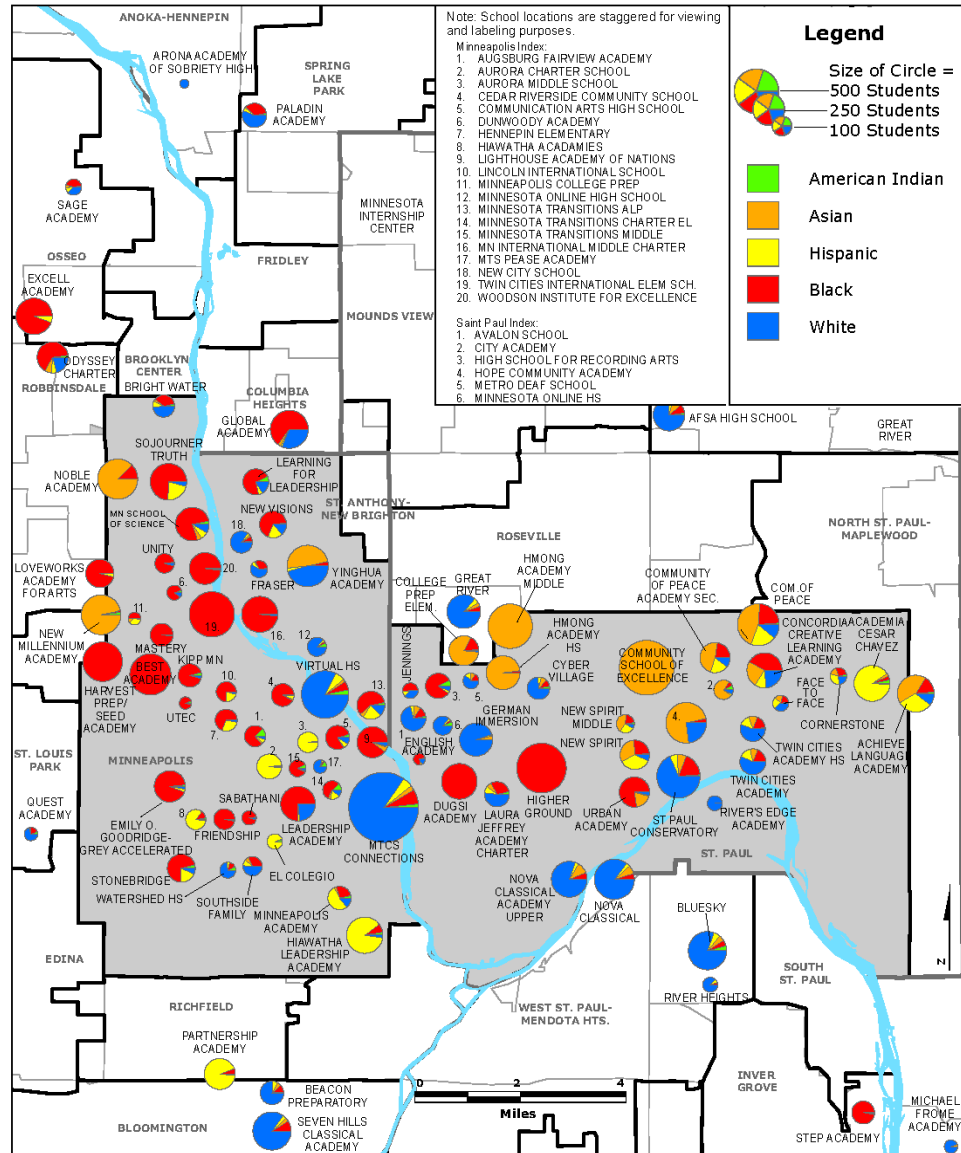 Note: School locations are staggered for viewing
and labeling purposes.
Minneapolis Index:
1. AUGSBURG FAIRVIEW ACADEMY
2. AURORA CHARTER SCHOOL
3. AURORA MIDDLE SCHOOL
4. CEDAR RIVERSIDE COMMUNITY SCHOOL
5. COMMUNICATION ARTS HIGH SCHOOL
6. DUNWOODY ACADEMY
7. HENNEPIN ELEMENTARY
8. HIAWATHA ACADAMIES
9. LIGHTHOUSE ACADEMY OF NATIONS
10. LINCOLN INTERNATIONAL SCHOOL
11. MINNEAPOLIS COLLEGE PREP
12. MINNESOTA ONLINE HIGH SCHOOL
13. MINNESOTA TRANSITIONS ALP
14. MINNESOTA TRANSITIONS CHARTER EL
15. MINNESOTA TRANSITIONS MIDDLE
16. MN INTERNATIONAL MIDDLE CHARTER
17. MTS PEASE ACADEMY
18. NEW CITY SCHOOL
19. TWIN CITIES INTERNATIONAL ELEM SCH.
20. WOODSON INSTITUTE FOR EXCELLENCE
Saint Paul Index:
1. AVALON SCHOOL
2. CITY ACADEMY
3. HIGH SCHOOL FOR RECORDING ARTS
4. HOPE COMMUNITY ACADEMY
5. METRO DEAF SCHOOL
6. MINNESOTA ONLINE HS
Legend
Size of Circle =
500 Students
250 Students
100 Students
American Indian
Asian
Hispanic
Black
White
ANOKA-HENNEPIN
ARONA ACADEMY
OF SOBRIETY HIGH
SPRING
LAKE
PARK
PALADIN
ACADEMY
SAGE
ACADEMY
MINNESOTA
INTERNSHIP
CENTER
OSSEO
FRIDLEY
EXCELL
ACADEMY
MOUNDS VIEW
ODYSSEY
CHARTER
ROBBINSDALE
BROOKLYN
CENTER
BRIGHT WATER
COLUMBIA
HEIGHTS
GLOBAL
ACADEMY
AFSA HIGH SCHOOL
GREAT
RIVER
SOJOURNER
TRUTH
NOBLE
ACADEMY
LEARNING
FOR
LEADERSHIP
ST. ANTHONY-
NEW BRIGHTON
MN SCHOOL
OF SCIENCE
NEW VISIONS
18.
ROSEVILLE
NORTH ST. PAUL-
MAPLEWOOD
UNITY
20.
FRASER
YINGHUA
ACADEMY
LOVEWORKS
ACADEMY
FOR ARTS
6.
COLLEGE
PREP
ELEM.
GREAT
RIVER
HMONG
ACADEMY
MIDDLE
COMMUNITY
OF PEACE
ACADEMY SEC.
COM.OF
PEACE
11.
19.
16.
NEW
MILLENNIUM
ACADEMY
MASTERY
12.
VIRTUAL HS
JENNINGS
HMONG
ACADEMY
HS
COMMUNITY
SCHOOL OF
EXCELLENCE
CONCORDIA
CREATIVE
LEARNING
ACADEMY
ACADEMIA
CESAR
CHAVEZ
HARVEST
PREP/
SEED
ACADEMY
BEST
ACADEMY
KIPP MN
UTEC
10.
4.
13.
3.
5.
CYBER
VILLAGE
2.
FACE
TO
FACE
CORNERSTONE
7.
1.
3.
5.
9.
1.
6.
GERMAN
IMMERSION
NEW SPIRIT
MIDDLE
4.
ACHIEVE
LANGUAGE
ACADEMY
ST. LOUIS
PARK
MINNEAPOLIS
2.
15.
17.
ENGLISH
ACADEMY
NEW SPIRIT
TWIN CITIES
ACADEMY HS
TWIN CITIES
ACADEMY
14.
QUEST
ACADEMY
EMILY O.
GOODRIDGE-
GREY ACCELERATED
8.
FRIENDSHIP
SABATHANI
LEADERSHIP
ACADEMY
MTCS
CONNECTIONS
DUGSI
ACADEMY
LAURA
JEFFREY
ACADEMY
CHARTER
HIGHER
GROUND
URBAN
ACADEMY
ST PAUL
CONSERVATORY
RIVER'S EDGE
ACADEMY
STONEBRIDGE
WATERSHED HS
SOUTHSIDE
FAMILY
EL COLEGIO
MINNEAPOLIS
ACADEMY
HIAWATHA
LEADERSHIP
ACADEMY
NOVA
CLASSICAL
ACADEMY
UPPER
NOVA
CLASSICAL
ST. PAUL
BLUESKY
EDINA
RIVER HEIGHTS
SOUTH
ST. PAUL
RICHFIELD
WEST ST. PAUL-
MENDOTA HTS.
N
PARTNERSHIP
ACADEMY
BEACON
PREPARATORY
0 2 4
Miles
INVER
GROVE
BLOOMINGTON
SEVEN HILLS
CLASSICAL
ACADEMY
STEP ACADEMY
MICHAEL
FROME
ACADEMY